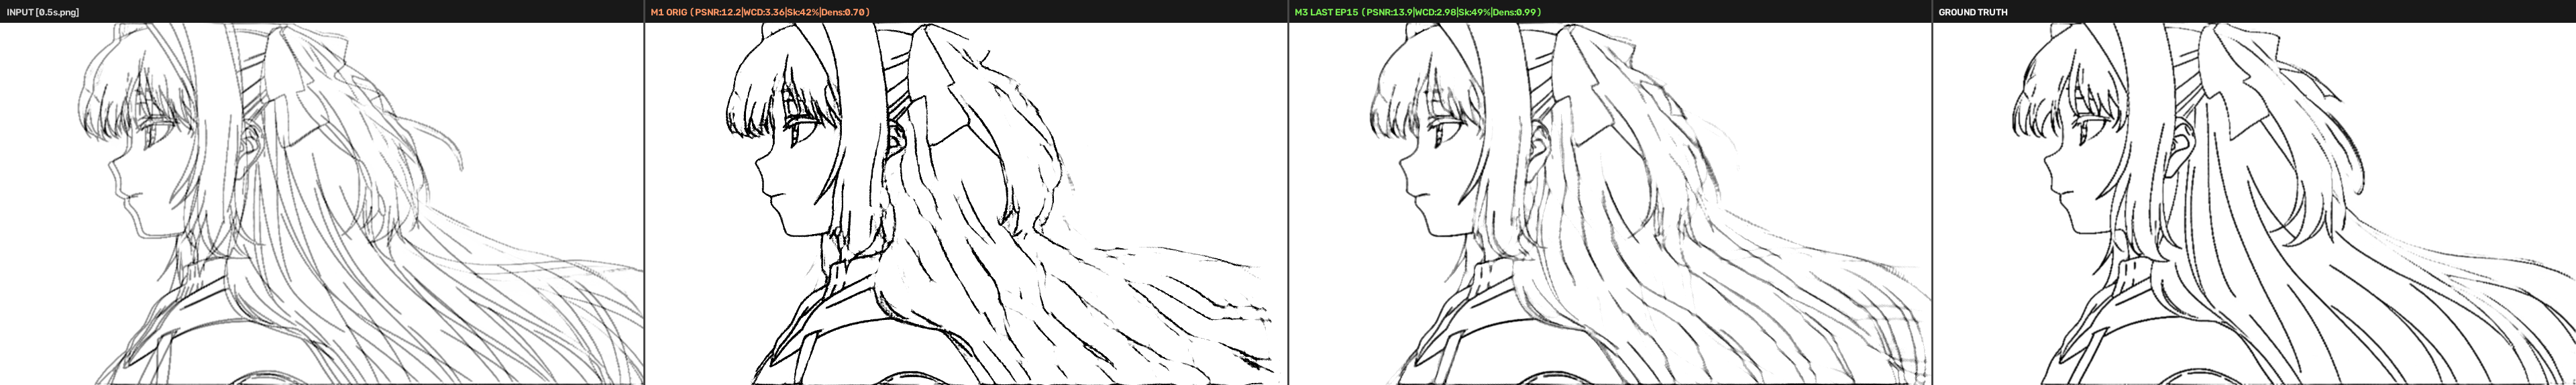 INPUT [0.5s.png]
M1 ORIG (PSNR:12.2|WCD:3.36|Sk:42%|Dens:0.70)
M3 LAST EP15 (PSNR:13.9|WCD:2.98|Sk:49%|Dens:0.99)
GROUND TRUTH